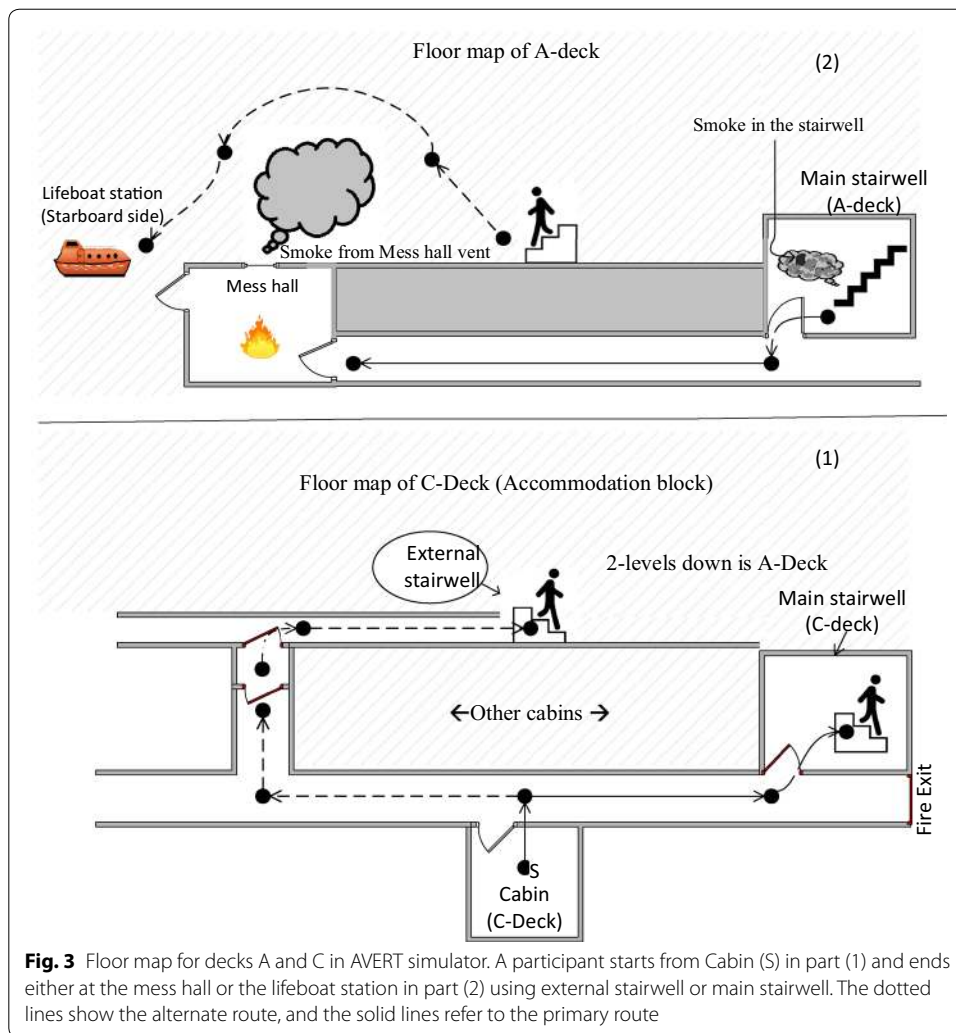 Floor map of A-deck
(2)
Smoke in the stairwell
Lifeboat station
(Starboard side)
Main stairwell
(A-deck)
Smoke from Mess hall vent
Mess hall
(1)
Floor map of C-Deck (Accommodation block)
External
stairwell
2-levels down is A-Deck
Main stairwell
(C-deck)
←Other cabins →
Fire Exit
S
Cabin
(C-Deck)
Fig. 3 Floor map for decks A and C in AVERT simulator. A participant starts from Cabin (S) in part (1) and ends
either at the mess hall or the lifeboat station in part (2) using external stairwell or main stairwell. The dotted
lines show the alternate route, and the solid lines refer to the primary route